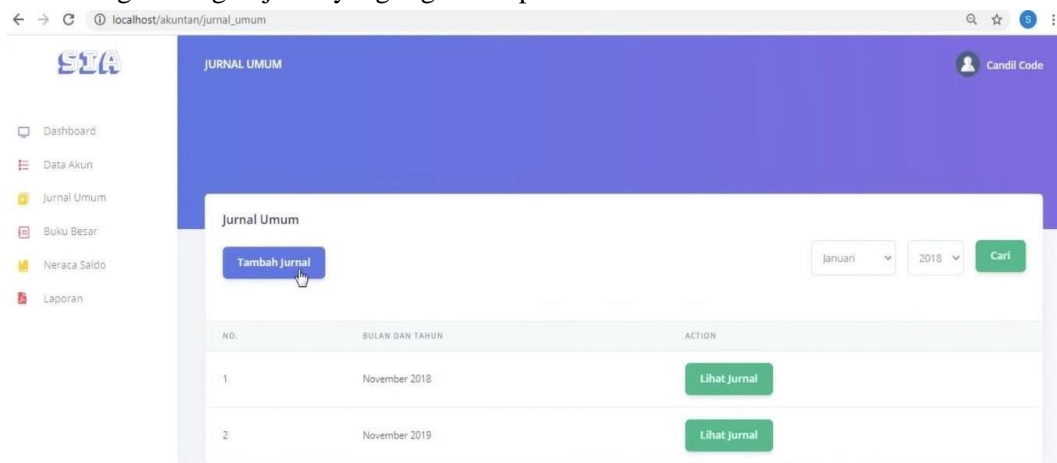 localhost/akuntan/jurnal_umum
S
SIA
JURNAL UMUM
Candil Code
Dashboard
Data Akun
Jurnal Umum
Buku Besar
Neraca Saldo
Laporan
Jurnal Umum
Tambah Jurnal
Januari
2018
Cari
NO.
BULAN DAN TAHUN
ACTION
1
November 2018
Lihat Jurnal
2
November 2019
Lihat Jurnal